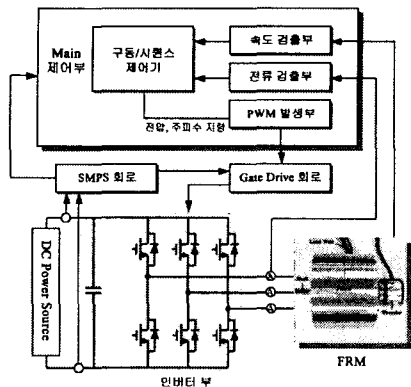 Main
제어부
구동/시퀀스
제어기
속도 검출부
전류 검출부
PWM 발생부
전압, 주파수 지령
SMPS 회로
Gate Drive 회로
DC Power Source
인버터 부
FRM